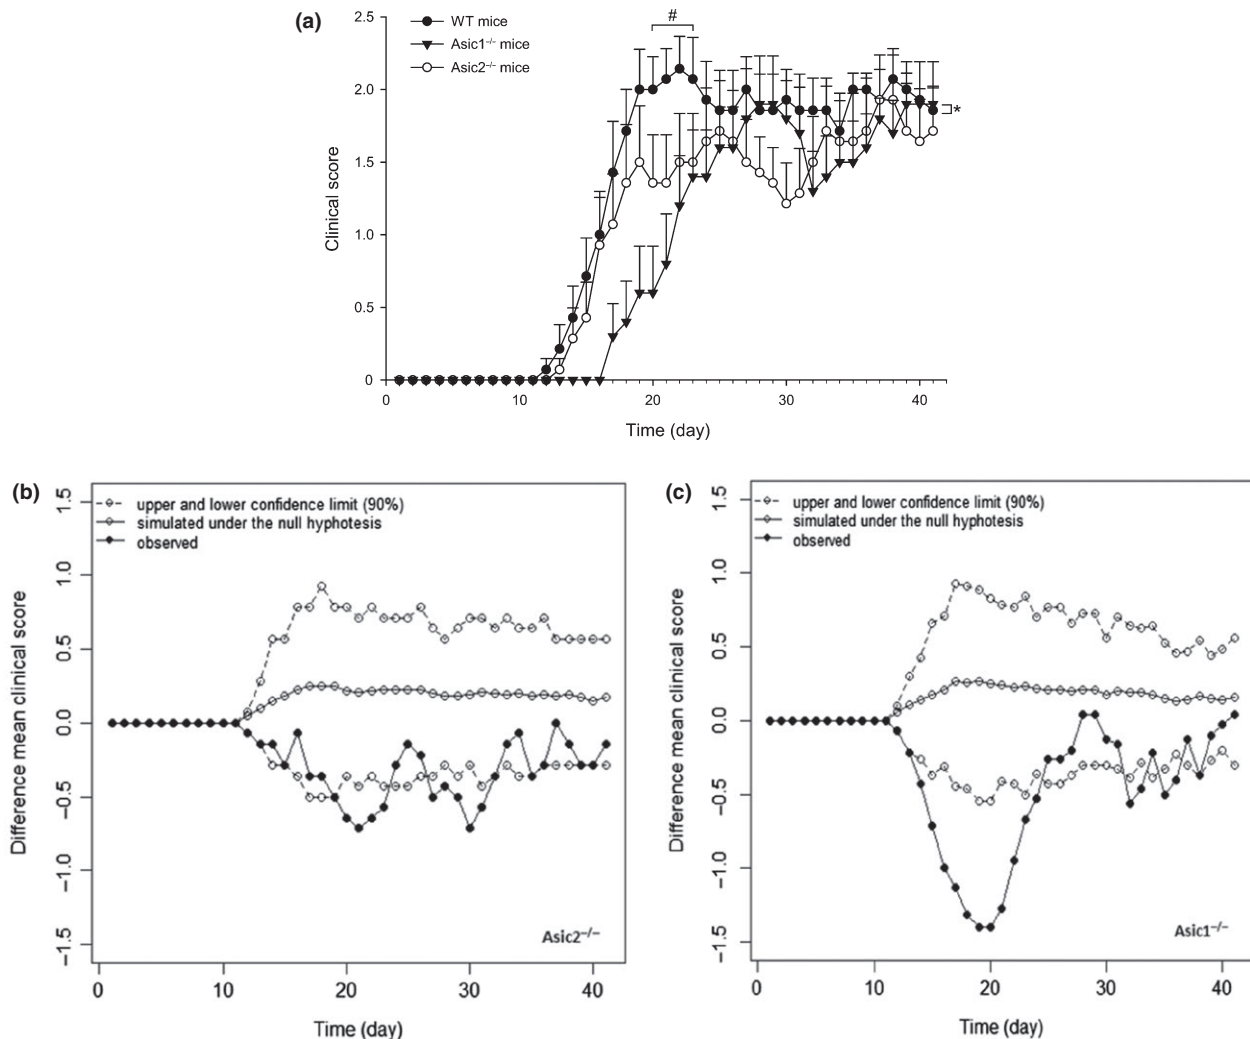 (a)
WT mice
Asic1⁻/⁻ mice
Asic2⁻/⁻ mice
#
*
2.5
2.0
1.5
1.0
0.5
0
Clinical score
0 10 20 30 40
Time (day)
(b)
upper and lower confidence limit (90%)
simulated under the null hyphotesis
observed
1.5
1.0
0.5
0.0
−0.5
−1.0
−1.5
Difference mean clinical score
Asic2⁻/⁻
0 10 20 30 40
Time (day)
(c)
upper and lower confidence limit (90%)
simulated under the null hyphotesis
observed
1.5
1.0
0.5
0.0
−0.5
−1.0
−1.5
Difference mean clinical score
Asic1⁻/⁻
0 10 20 30 40
Time (day)